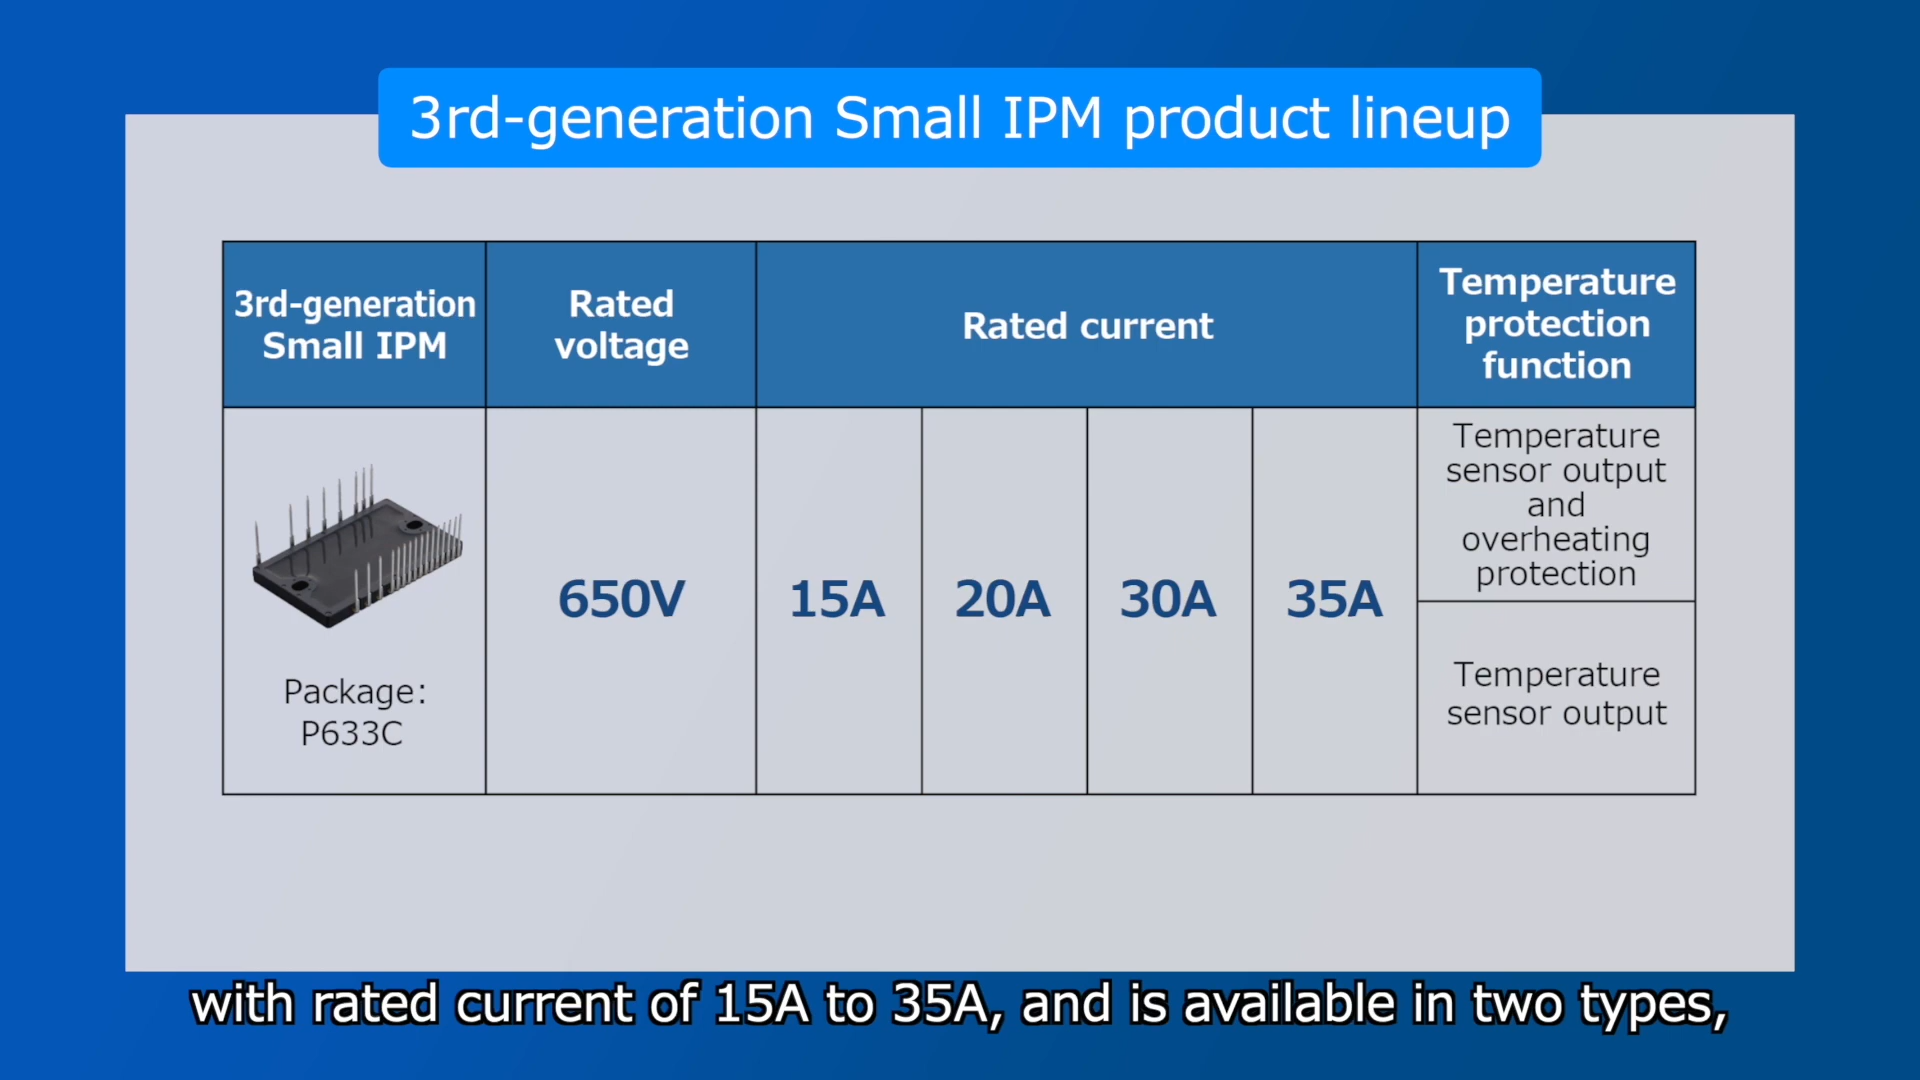 3rd-generation Small IPM product lineup
3rd-generation
Small IPM
Rated
voltage
Rated current
Temperature
protection
function
Package:
P633C
650V
15A
20A
30A
35A
Temperature
sensor output
and
overheating
protection
Temperature
sensor output
with rated current of 15A to 35A, and is available in two types,